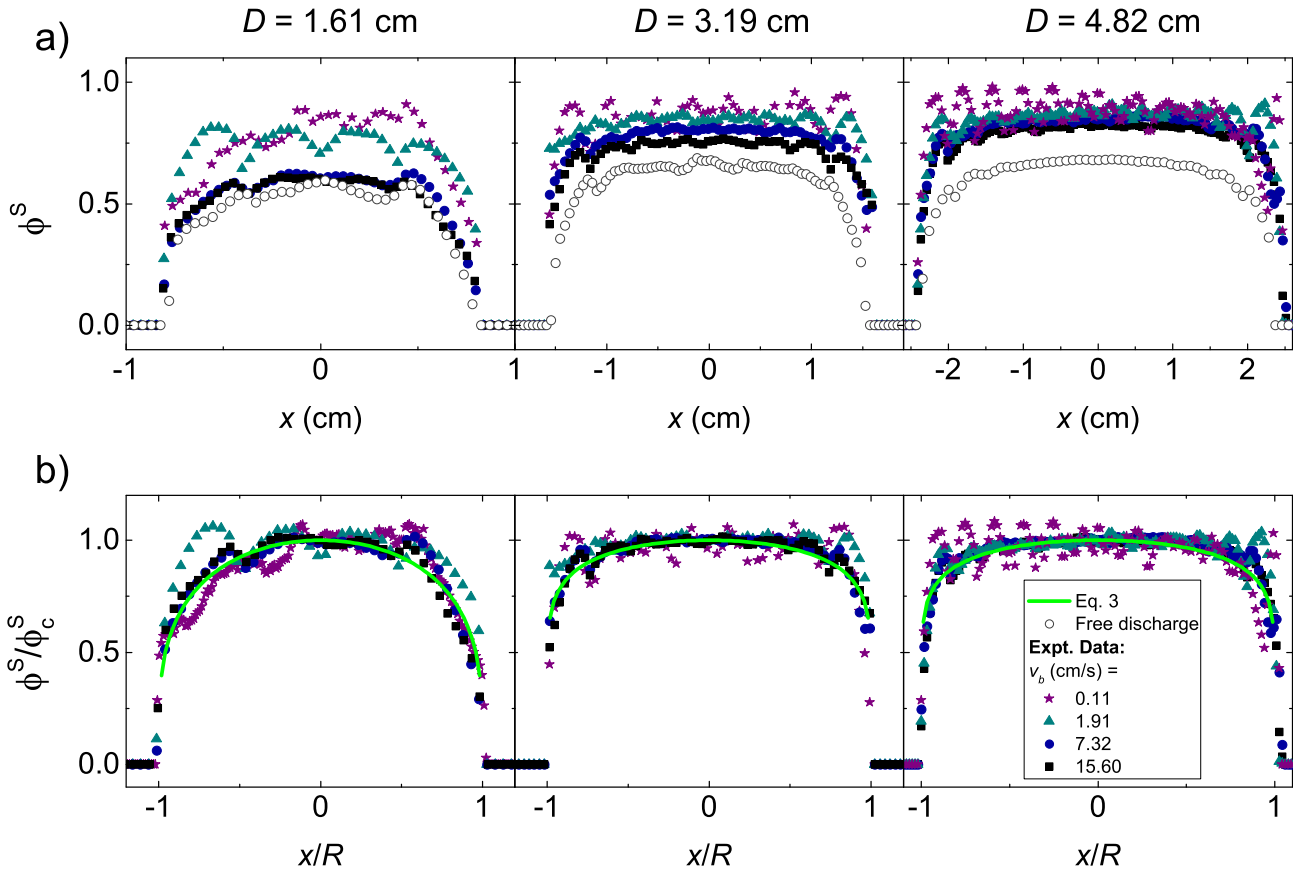 D = 1.61 cm D = 3.19 cm D = 4.82 cm
a)
1.0
0.5
0.0
ϕS
-1 0 1 -1 0 1 -2 -1 0 1 2
x (cm) x (cm) x (cm)
b)
1.0
0.5
0.0
ϕS/ϕcS
Eq. 3
Free discharge
Expt. Data:
vb (cm/s) =
0.11
1.91
7.32
15.60
-1 0 1 -1 0 1 -1 0 1
x/R x/R x/R